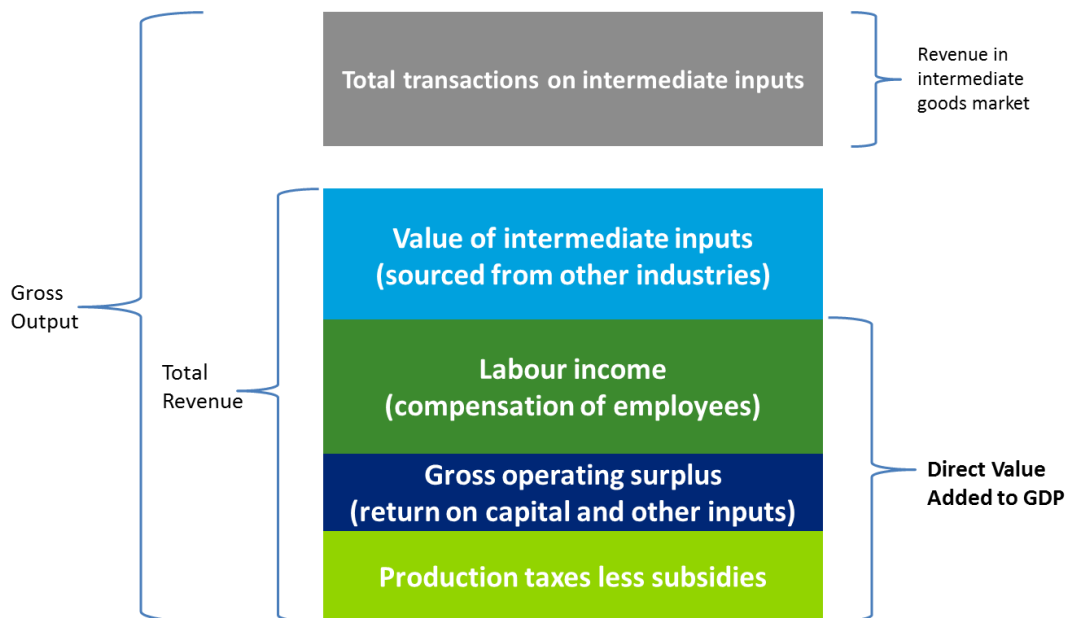 Total transactions on intermediate inputs
Revenue in
intermediate
goods market
Value of intermediate inputs
(sourced from other industries)
Gross
Output
Labour income
(compensation of employees)
Total
Revenue
Gross operating surplus
(return on capital and other inputs)
Direct Value
Added to GDP
Production taxes less subsidies